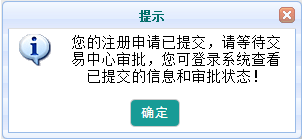 提示
您的注册申请已提交，请等待交
易中心审批，您可登录系统查看
已提交的信息和审批状态！
确定